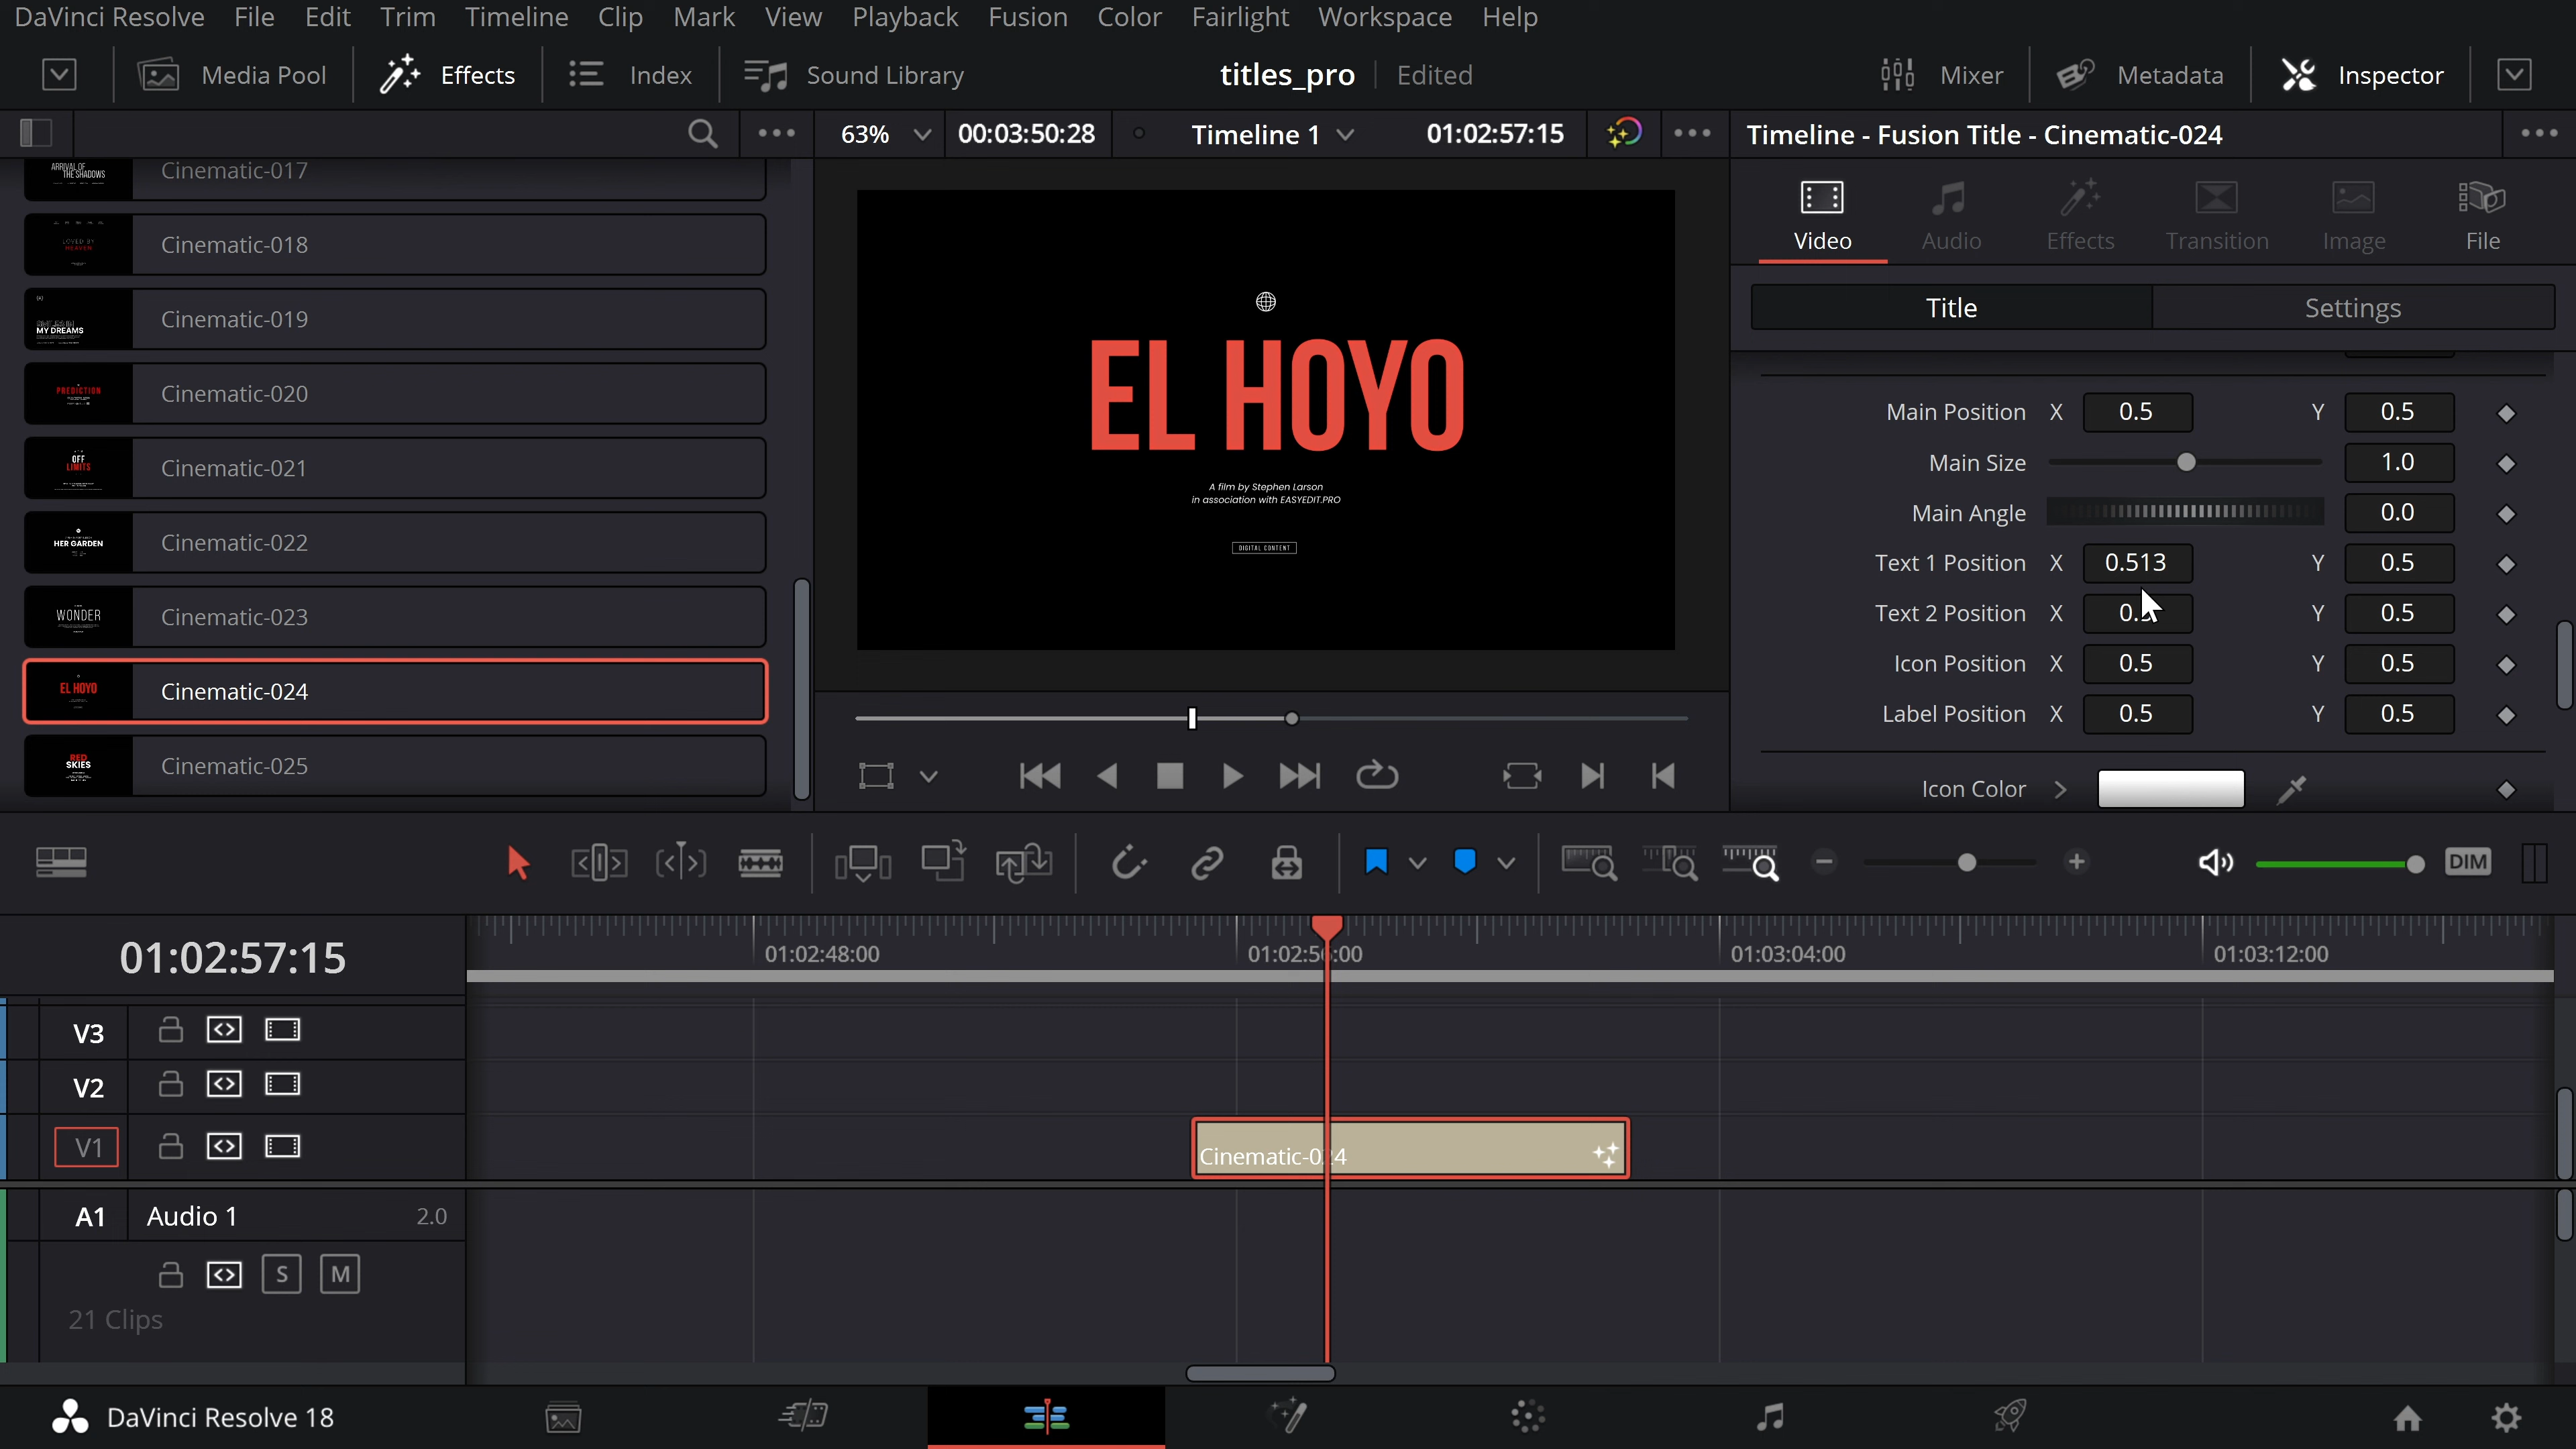 DaVinci Resolve File Edit Trim Timeline Clip Mark View Playback Fusion Color Fairlight Workspace Help
Media Pool Effects Index Sound Library titles_pro Edited Mixer Metadata Inspector
63% 00:03:50:28 Timeline 1 01:02:57:15 Timeline - Fusion Title - Cinematic-024
ARRIVAL OF
THE SHADOWS
Cinematic-017
LOVED BY
HEAVEN
Cinematic-018
MY DREAMS
Cinematic-019
PREDICTION
Cinematic-020
OFF
LIMITS
Cinematic-021
HER GARDEN
Cinematic-022
WONDER
Cinematic-023
EL HOYO
Cinematic-024
RED
SKIES
Cinematic-025
EL HOYO
A film by Stephen Larson
in association with EASYEDIT.PRO
DIGITAL CONTENT
Video Audio Effects Transition Image File
Title Settings
Main Position X 0.5 Y 0.5
Main Size 1.0
Main Angle 0.0
Text 1 Position X 0.513 Y 0.5
Text 2 Position X 0. Y 0.5
Icon Position X 0.5 Y 0.5
Label Position X 0.5 Y 0.5
Icon Color
DIM
01:02:57:15
01:02:48:00 01:02:56:00 01:03:04:00 01:03:12:00
V3
V2
V1
Cinematic-024
A1 Audio 1 2.0
S M
21 Clips
DaVinci Resolve 18